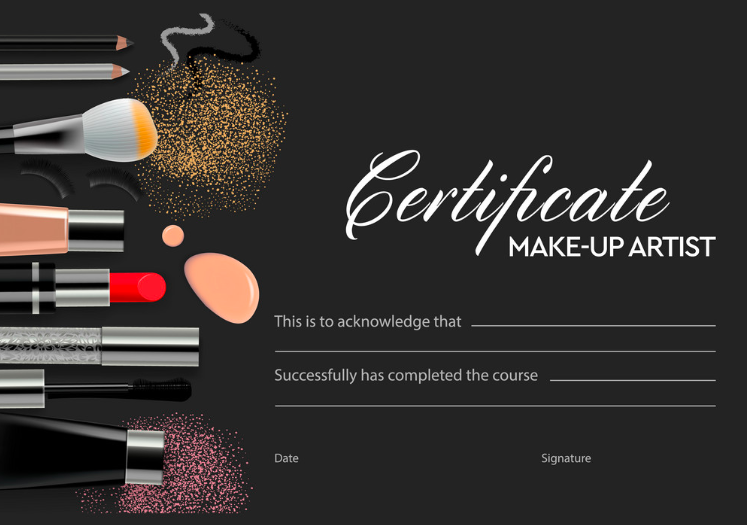 Certificate
MAKE-UP ARTIST
This is to acknowledge that
Successfully has completed the course
Date
Signature